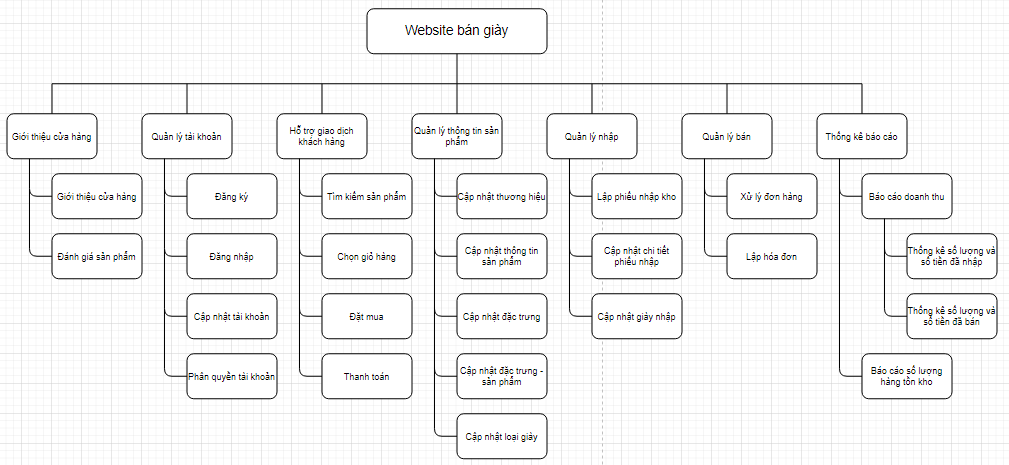 Website bán giày
Giới thiệu cửa hàng
Quản lý tài khoản
Hỗ trợ giao dịch
khách hàng
Quản lý thông tin sản
phẩm
Quản lý nhập
Quản lý bán
Thống kê báo cáo
Giới thiệu cửa hàng
Đánh giá sản phẩm
Đăng ký
Đăng nhập
Cập nhật tài khoản
Phân quyền tài khoản
Tìm kiếm sản phẩm
Chọn giỏ hàng
Đặt mua
Thanh toán
Cập nhật thương hiệu
Cập nhật thông tin
sản phẩm
Cập nhật đặc trưng
Cập nhật đặc trưng -
sản phẩm
Cập nhật loại giày
Lập phiếu nhập kho
Cập nhật chi tiết
phiếu nhập
Cập nhật giày nhập
Xử lý đơn hàng
Lập hóa đơn
Báo cáo doanh thu
Thống kê số lượng và
số tiền đã nhập
Thống kê số lượng và
số tiền đã bán
Báo cáo số lượng
hàng tồn kho